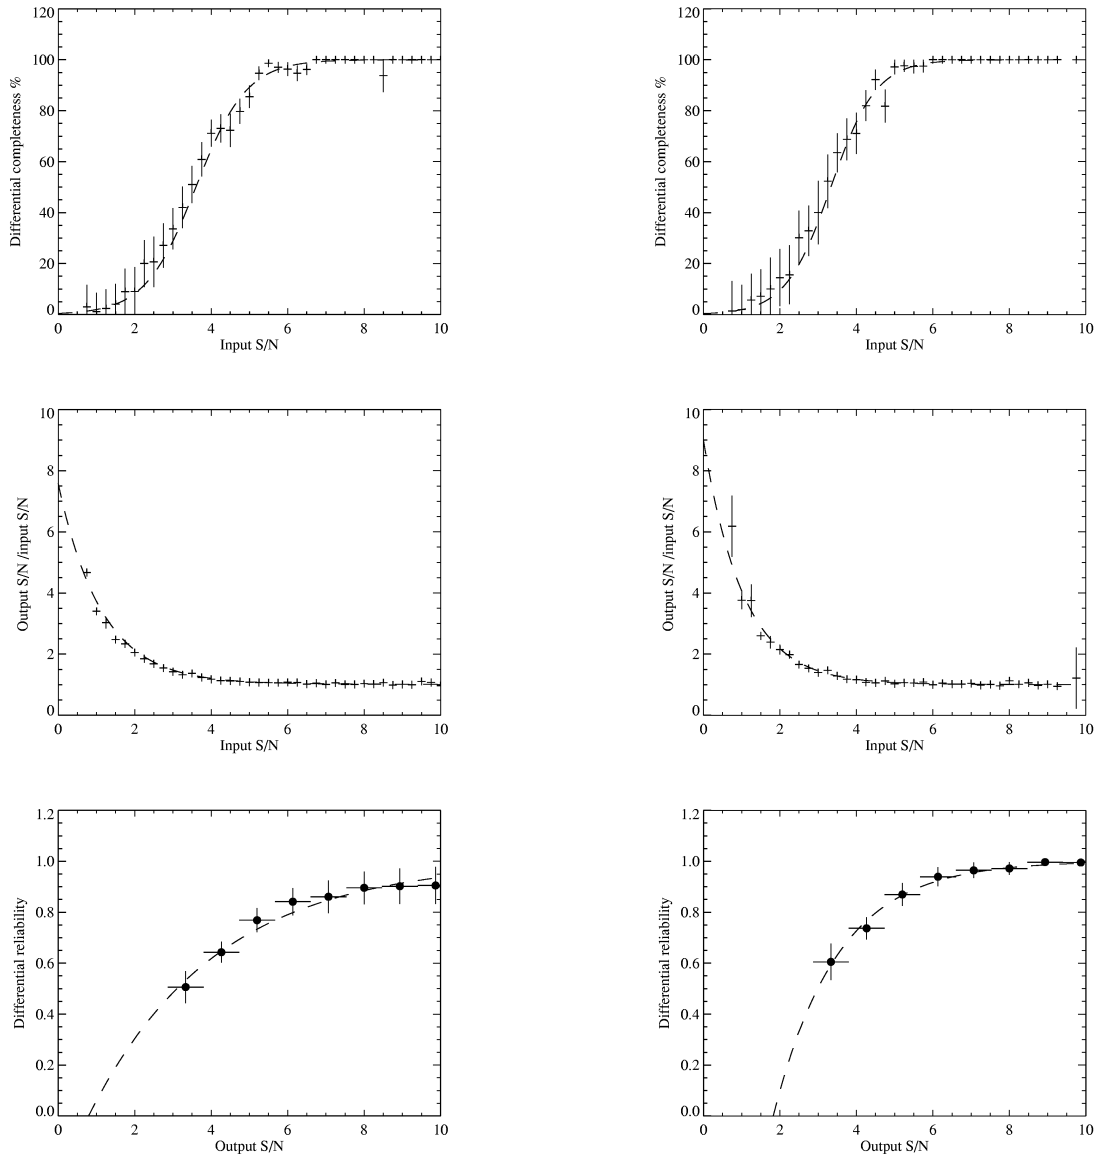 120
100
80
60
40
20
0
Differential completeness %
0 2 4 6 8 10
Input S/N
120
100
80
60
40
20
0
Differential completeness %
0 2 4 6 8 10
Input S/N
10
8
6
4
2
0
Output S/N /input S/N
0 2 4 6 8 10
Input S/N
10
8
6
4
2
0
Output S/N /input S/N
0 2 4 6 8 10
Input S/N
1.2
1.0
0.8
0.6
0.4
0.2
0.0
Differential reliability
0 2 4 6 8 10
Output S/N
1.2
1.0
0.8
0.6
0.4
0.2
0.0
Differential reliability
0 2 4 6 8 10
Output S/N